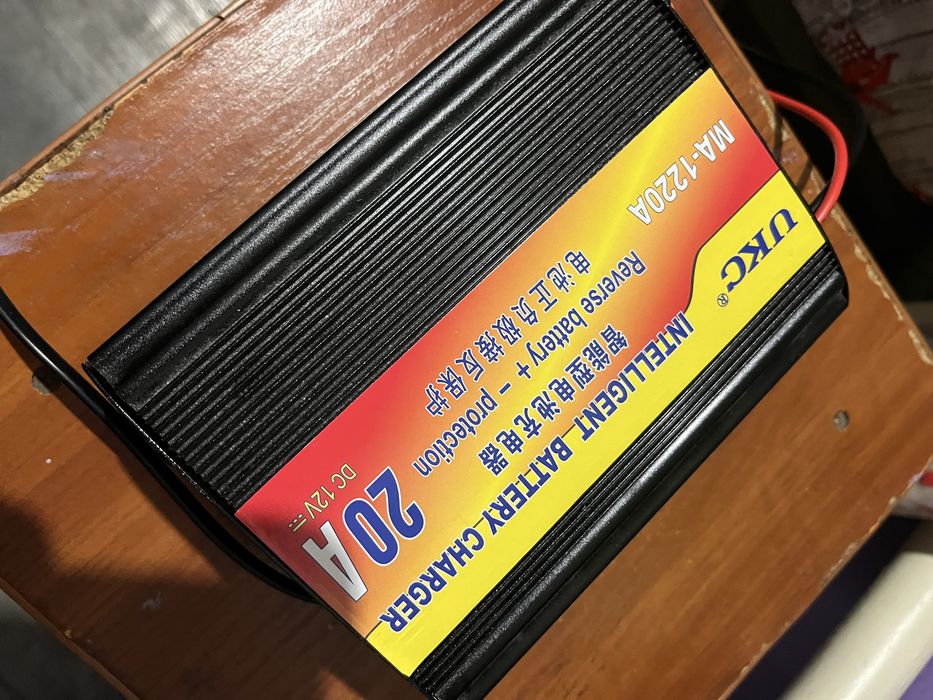 UKC®
MA-1220A
INTELLIGENT BATTERY CHARGER
智能型电池充电器
Reverse battery + − protection
电池正负极接反保护
20A
DC 12V⎓